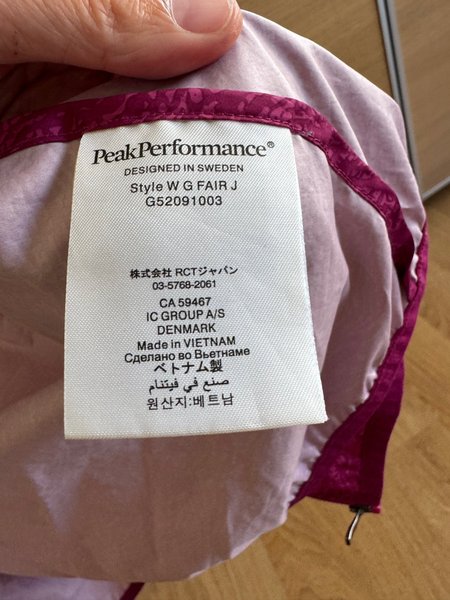 PeakPerformance®
DESIGNED IN SWEDEN
Style W G FAIR J
G52091003
株式会社 RCTジャパン
03-5768-2061
CA 59467
IC GROUP A/S
DENMARK
Made in VIETNAM
Сделано во Вьетнаме
ベトナム製
صنع في فيتنام
원산지:베트남